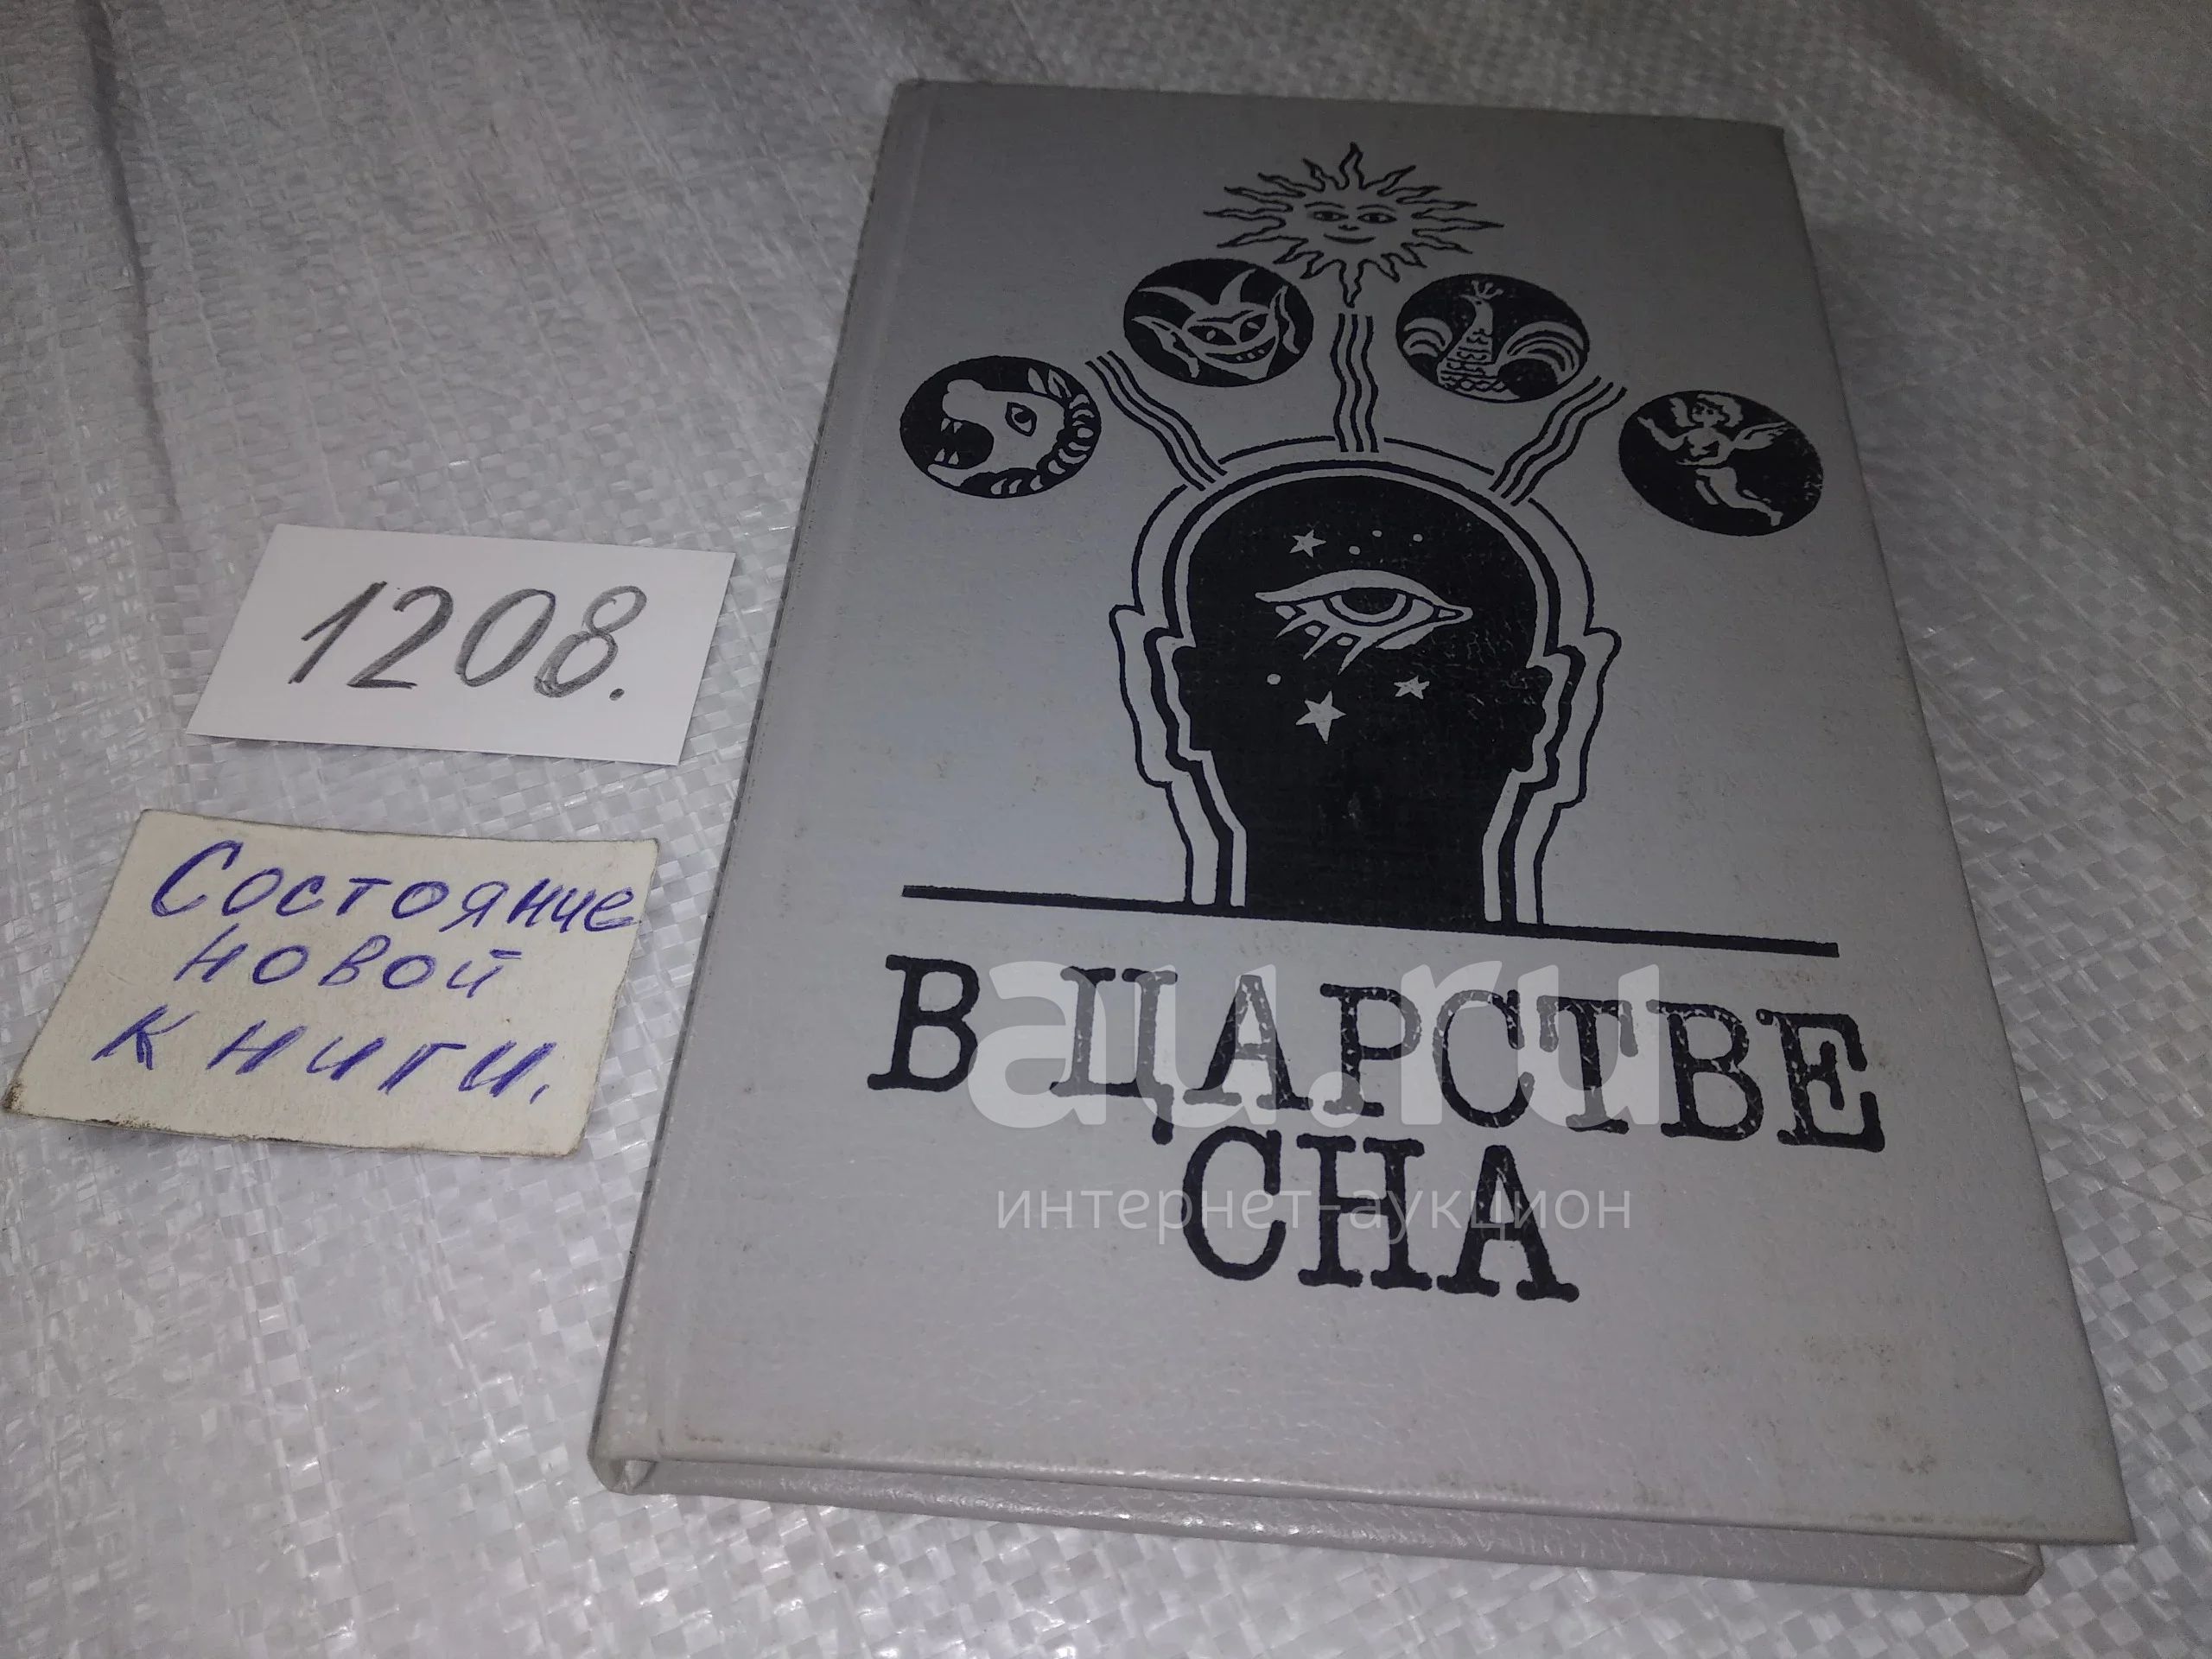 1208.
Состояние
новой
книги.
В ЦАРСТВЕ
СНА
au.ru
интернет-аукцион